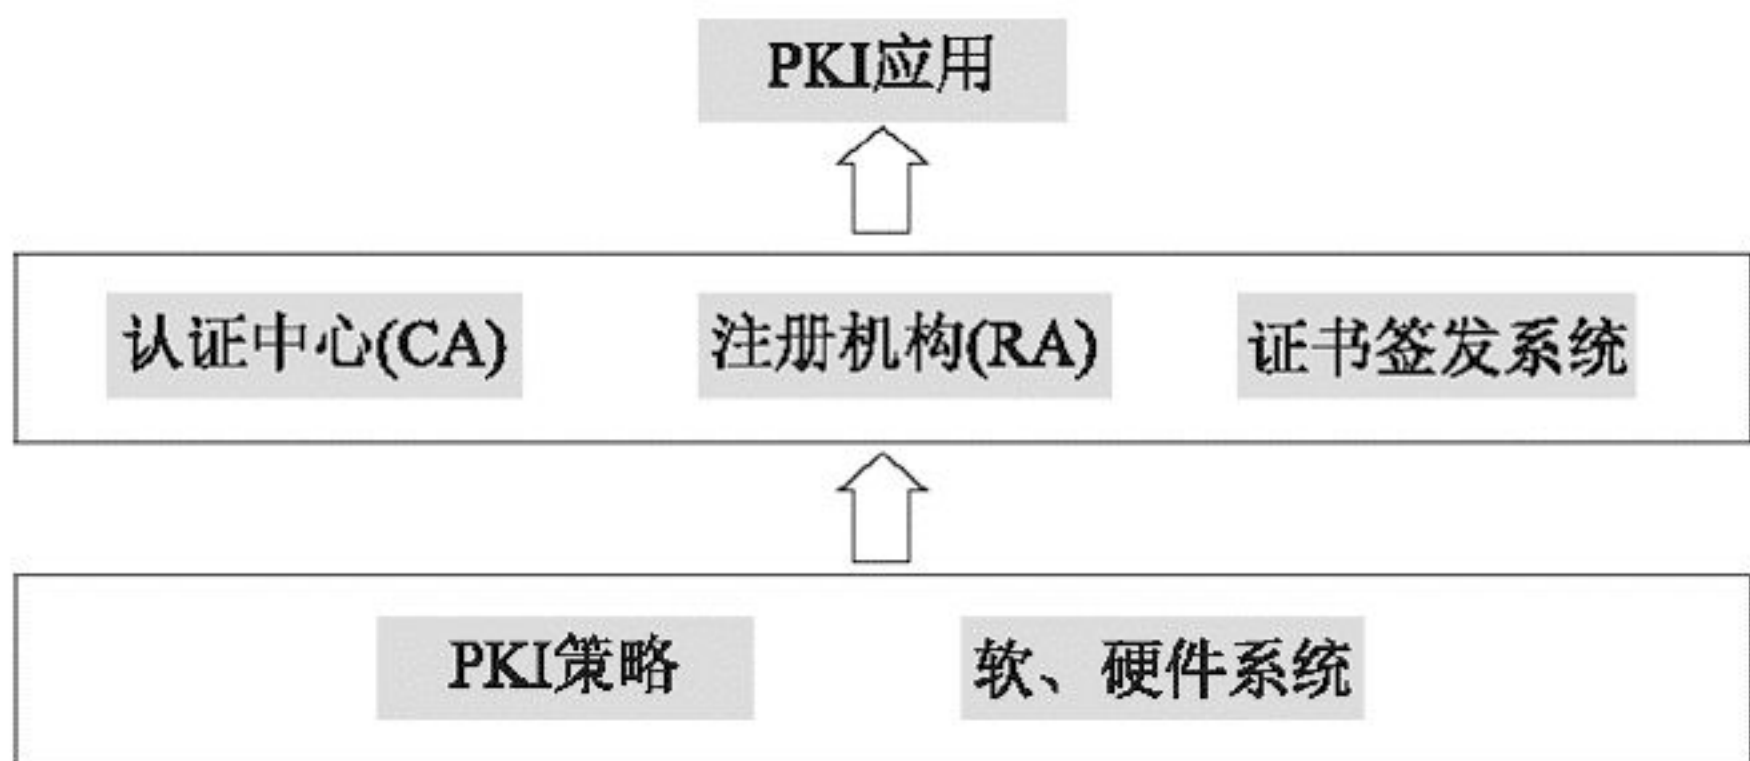 PKI应用
认证中心(CA)
注册机构(RA)
证书签发系统
PKI策略
软、硬件系统